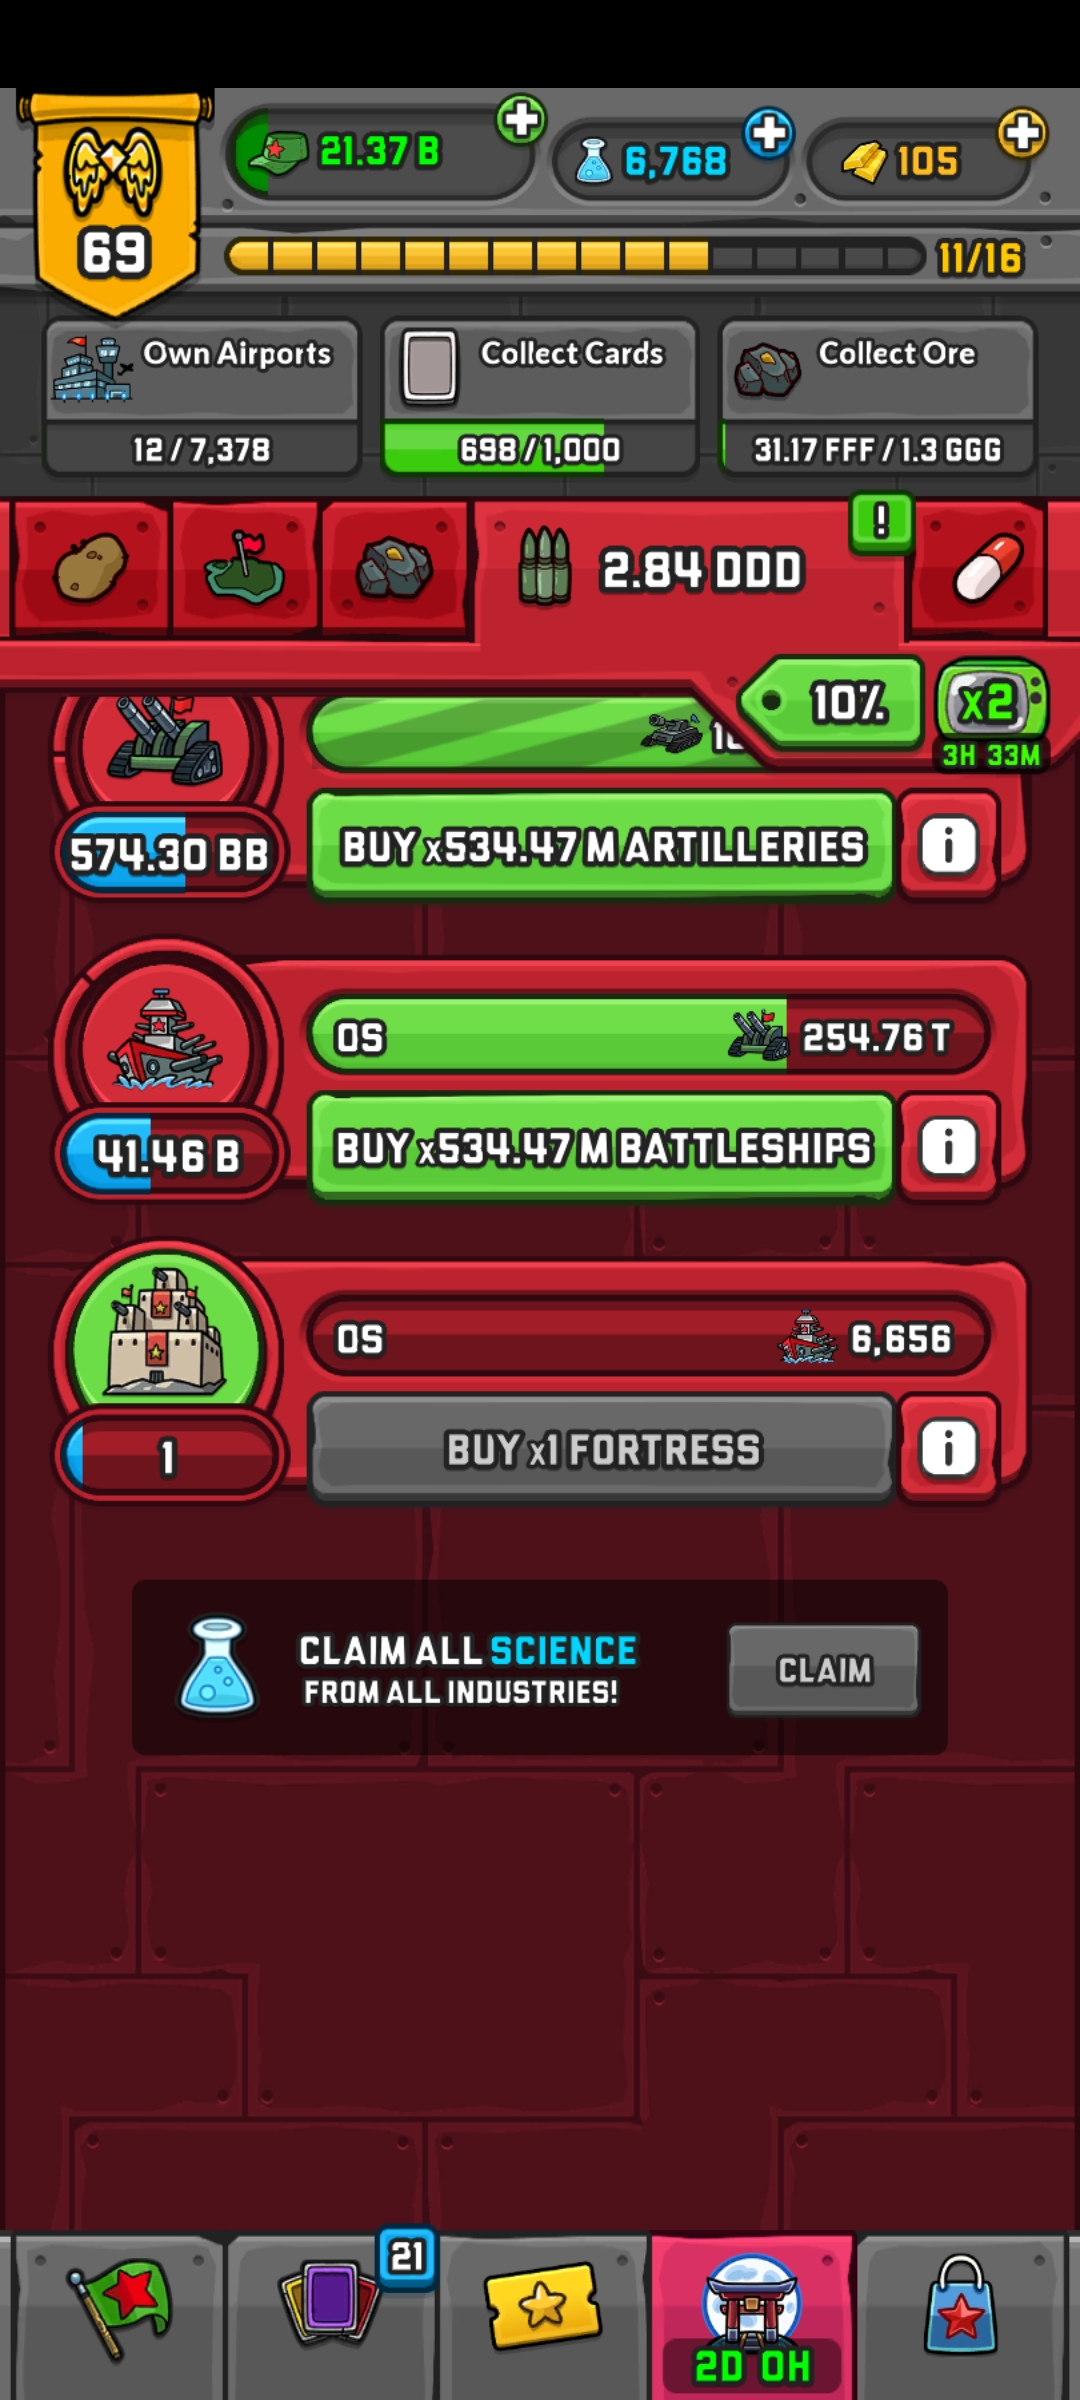 21.37 B
6,768
105
69
11/16
Own Airports
Collect Cards
Collect Ore
12 / 7,378
698 / 1,000
31.17 FFF / 1.3 GGG
!
2.84 DDD
10%
x2
3H 33M
574.30 BB
BUY x534.47 M ARTILLERIES
i
0S
254.76 T
41.46 B
BUY x534.47 M BATTLESHIPS
i
0S
6,656
1
BUY x1 FORTRESS
i
CLAIM ALL SCIENCE
FROM ALL INDUSTRIES!
CLAIM
21
2D 0H